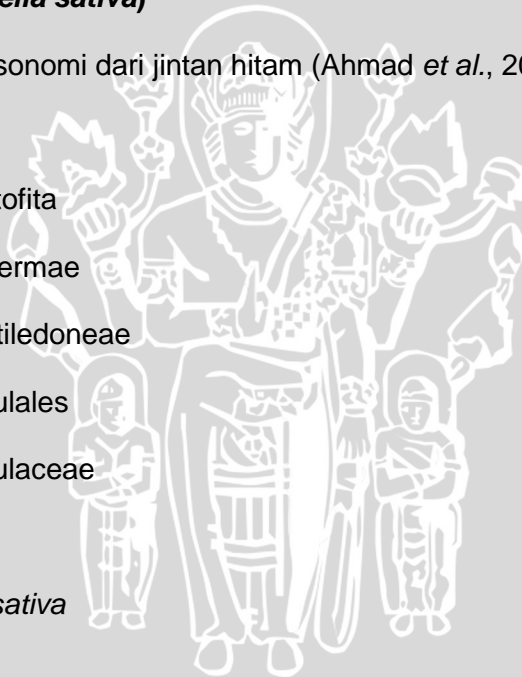 ella sativa)
sonomi dari jintan hitam (Ahmad et al., 20
tofita
ermae
tiledoneae
ulales
ulaceae
sativa